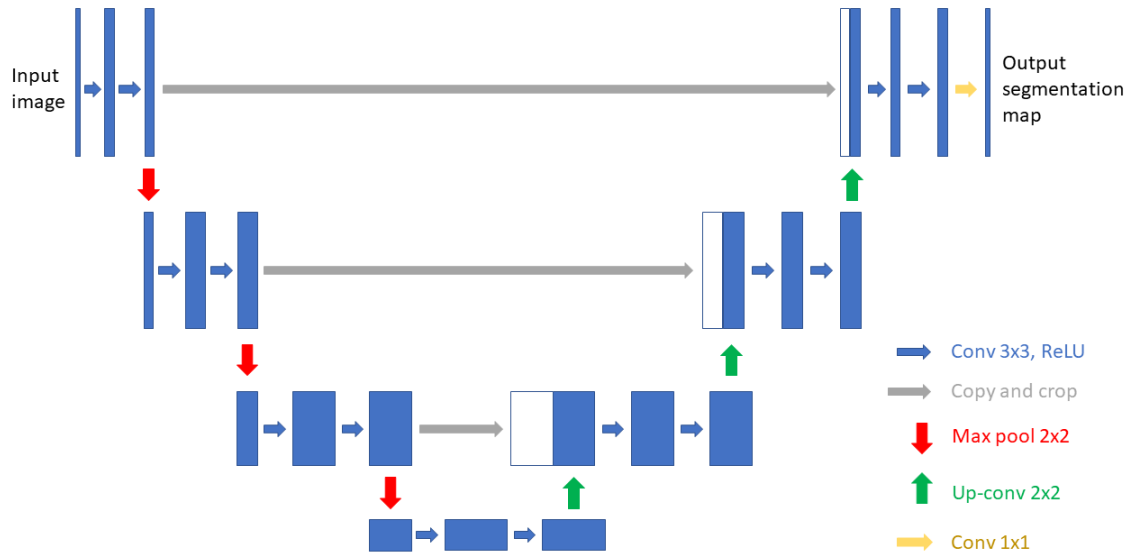 Input
image
Output
segmentation
map
Conv 3x3, ReLU
Copy and crop
Max pool 2x2
Up-conv 2x2
Conv 1x1